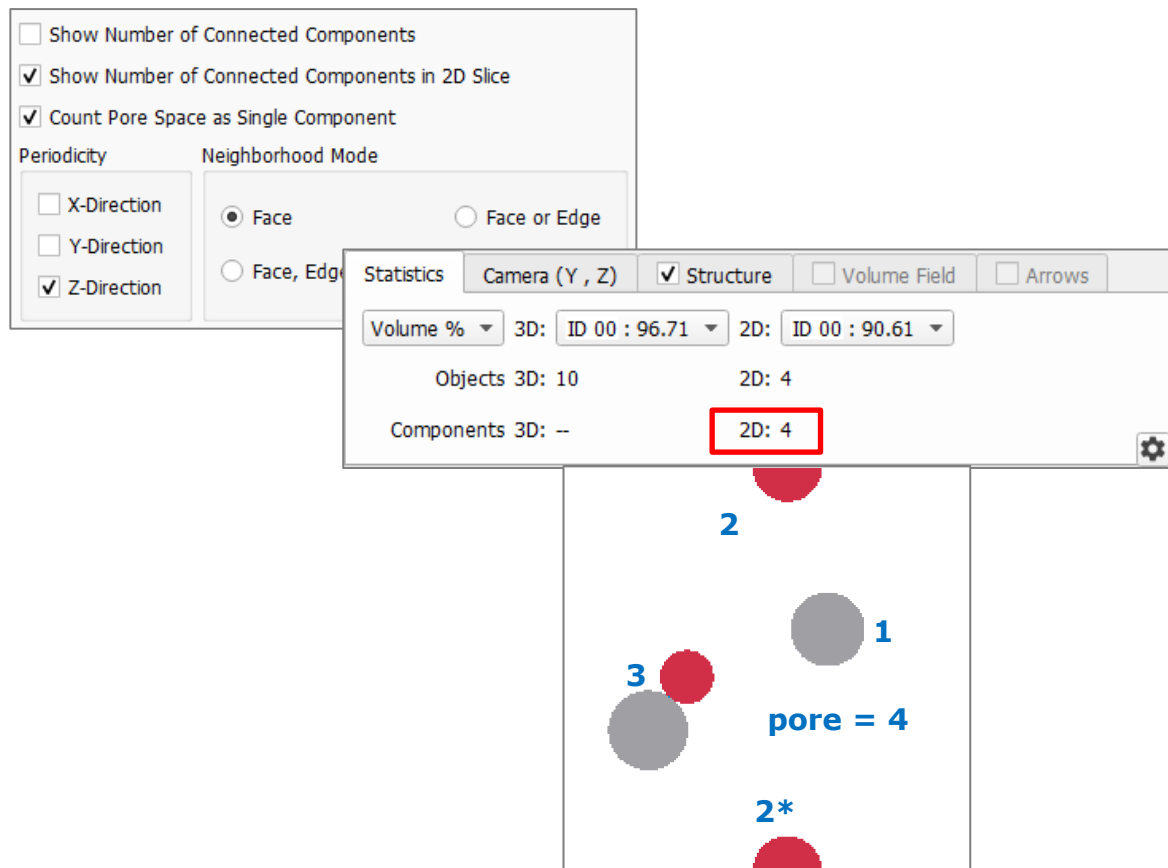 Show Number of Connected Components
Show Number of Connected Components in 2D Slice
Count Pore Space as Single Component
Periodicity Neighborhood Mode
X-Direction
Face Face or Edge
Y-Direction
Face, Edge
Z-Direction
Statistics Camera (Y , Z) Structure Volume Field Arrows
Volume % 3D: ID 00 : 96.71 2D: ID 00 : 90.61
Objects 3D: 10 2D: 4
Components 3D: -- 2D: 4
2
1
3
pore = 4
2*